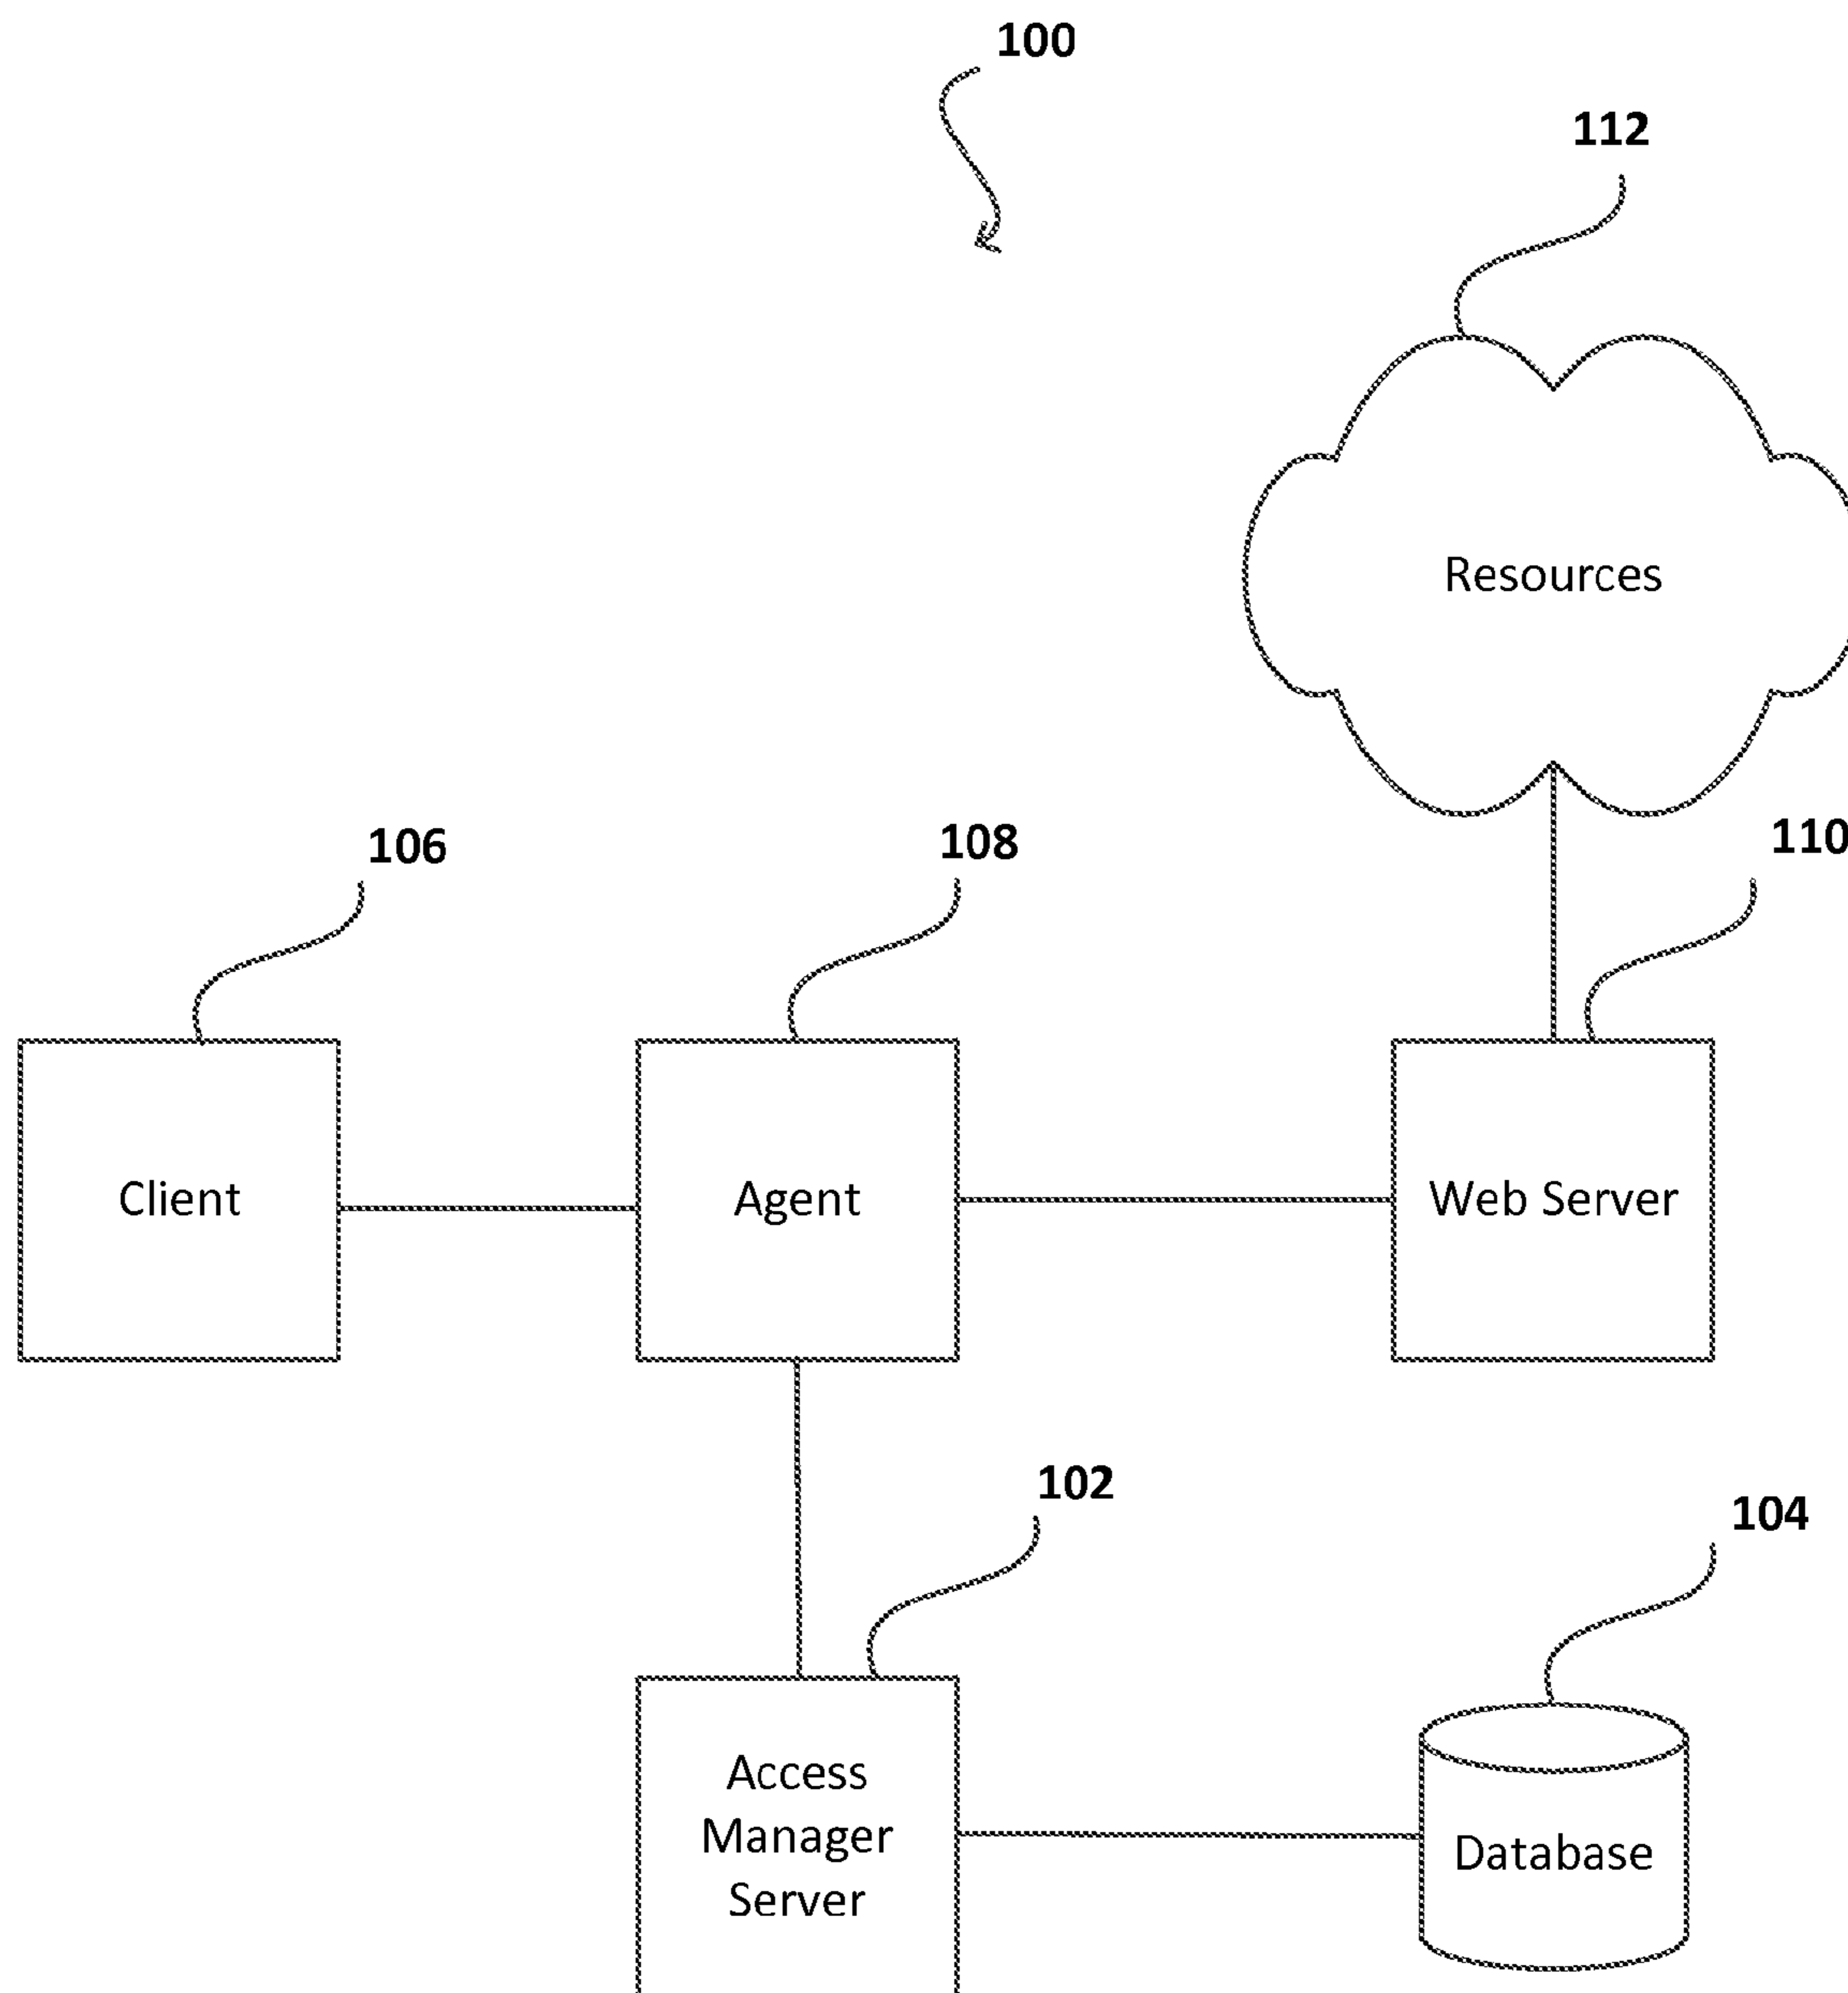 100
112
Resources
106
108
110
Client
Agent
Web Server
102
104
Access
Manager
Server
Database